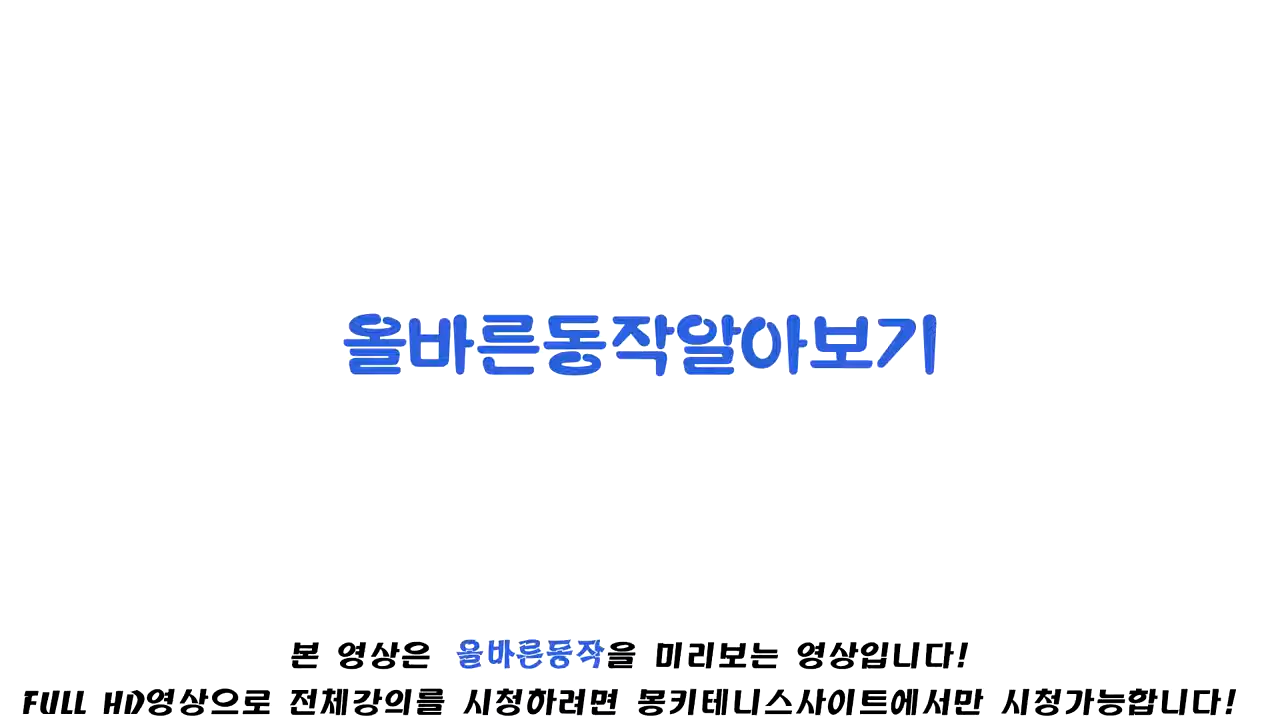 올바른동작알아보기
본 영상은 올바른동작을 미리보는 영상입니다!
FULL HD영상으로 전체강의를 시청하려면 몽키테니스사이트에서만 시청가능합니다!